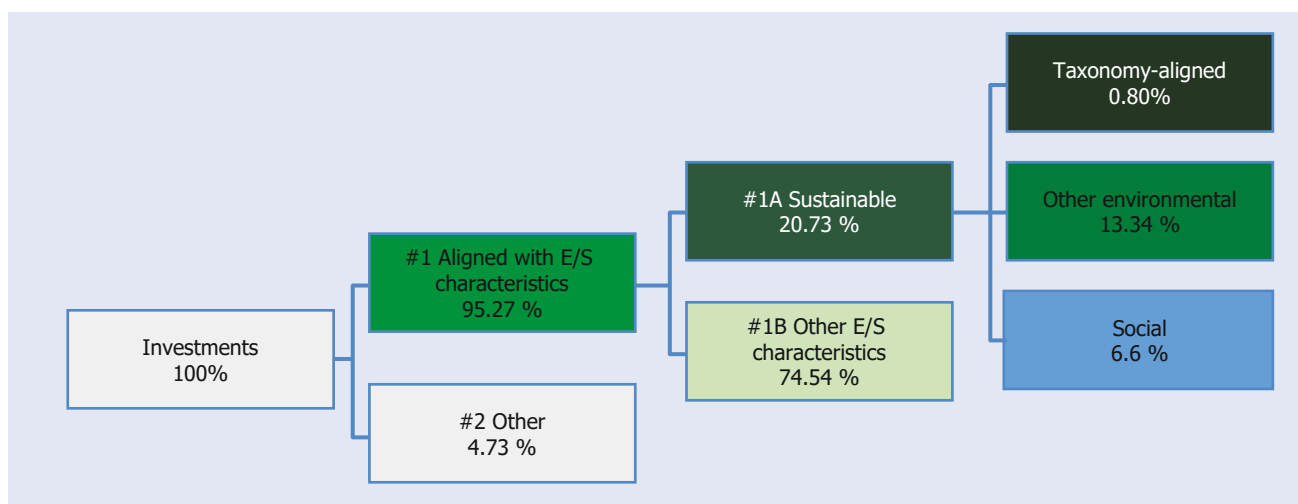 Investments
100%
#1 Aligned with E/S
characteristics
95.27 %
#2 Other
4.73 %
#1A Sustainable
20.73 %
#1B Other E/S
characteristics
74.54 %
Taxonomy-aligned
0.80%
Other environmental
13.34 %
Social
6.6 %